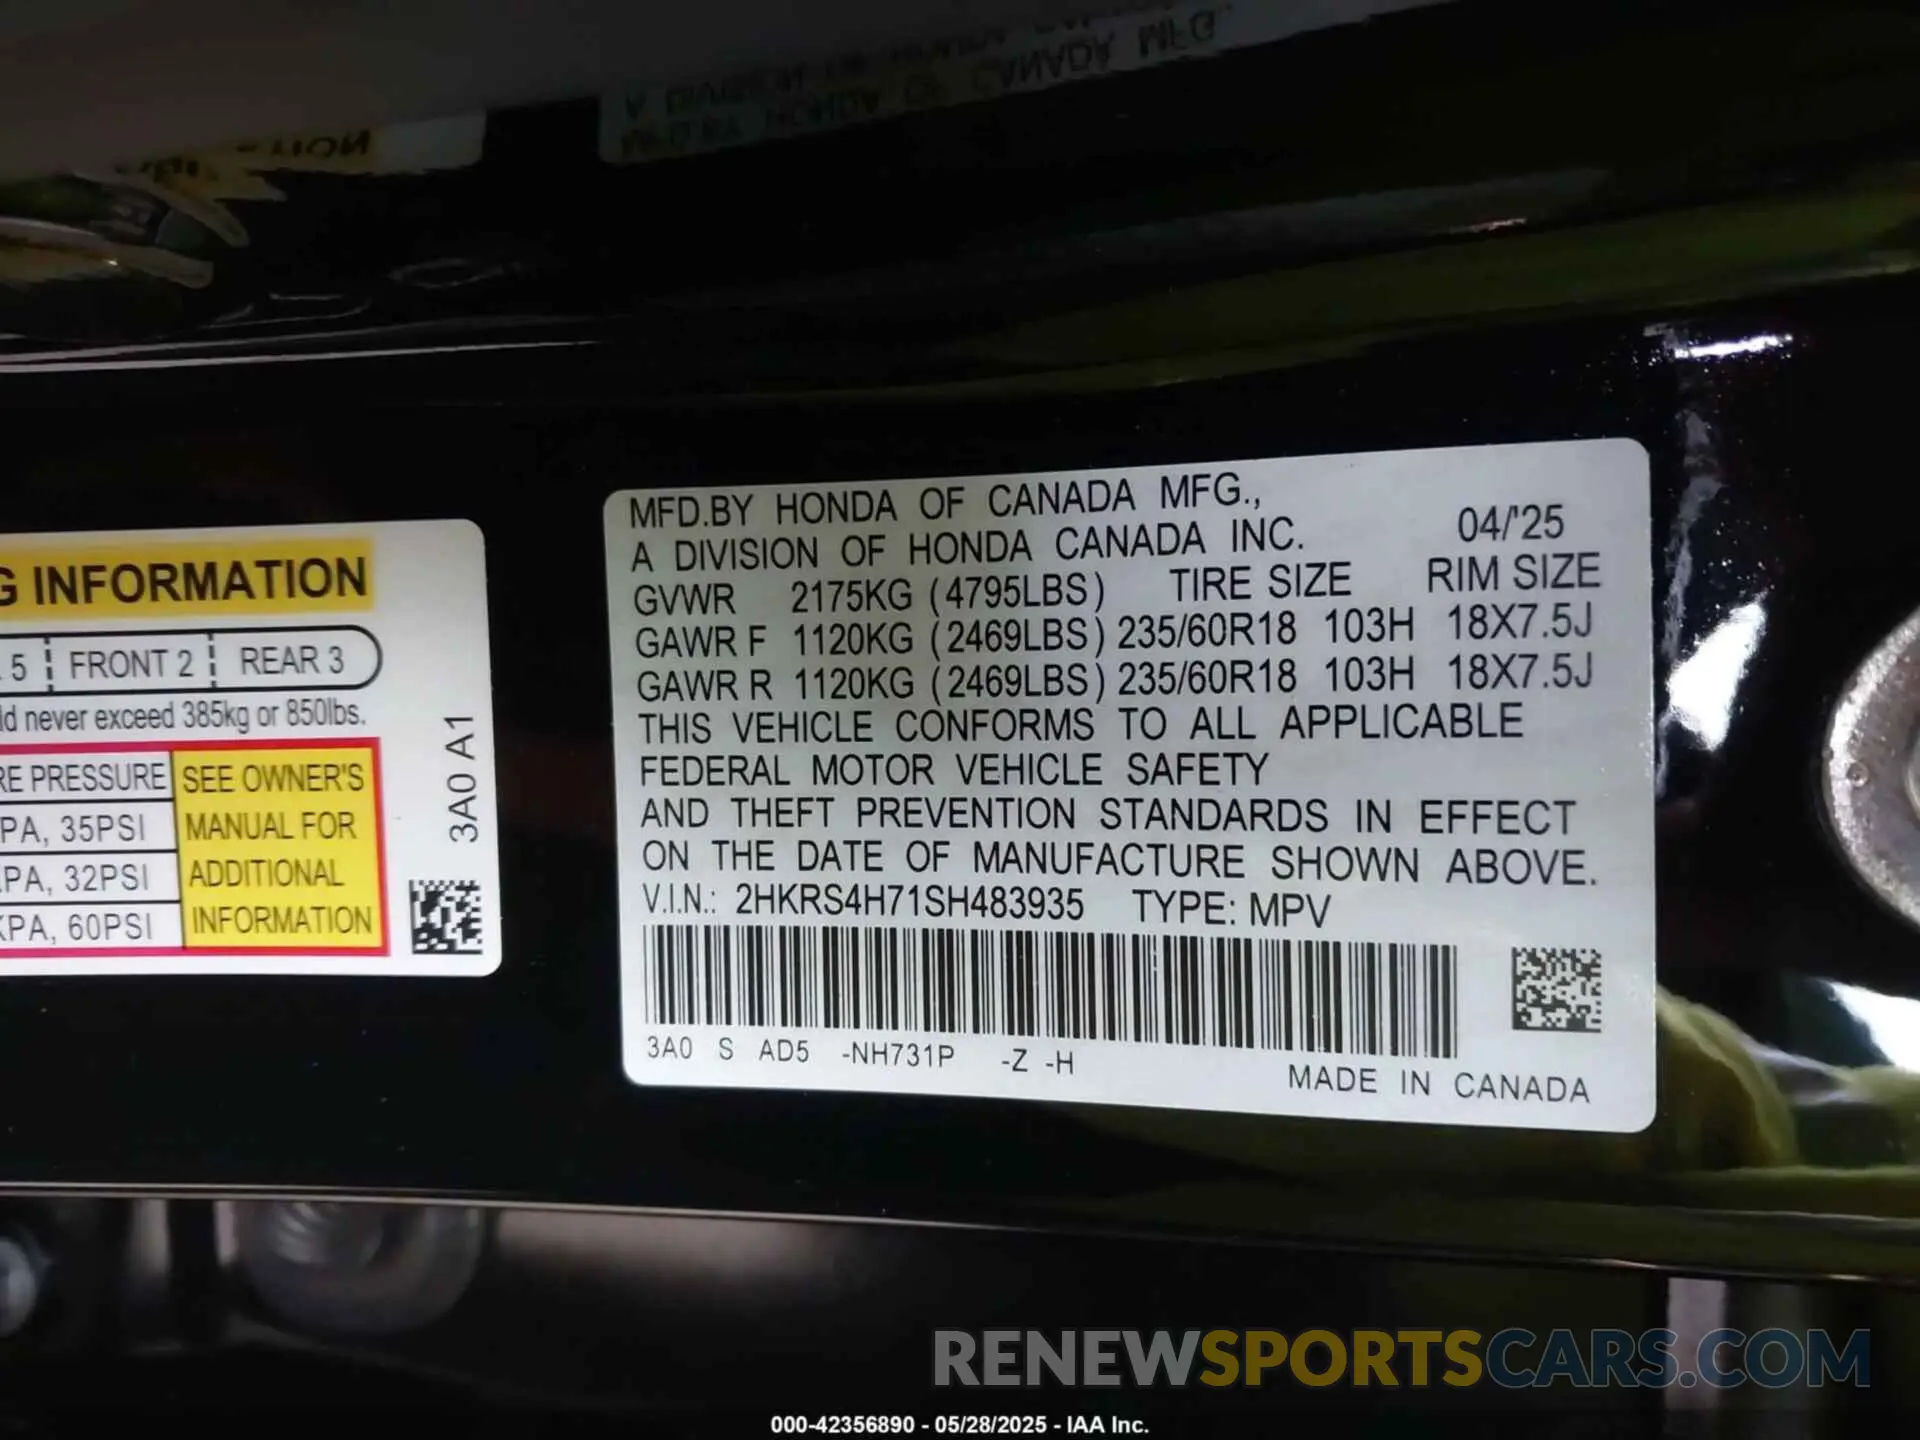 MFD.BY HONDA OF CANADA MFG.,
A DIVISION OF HONDA CANADA INC. 04/'25
GVWR 2175KG (4795LBS) TIRE SIZE RIM SIZE
GAWR F 1120KG (2469LBS) 235/60R18 103H 18X7.5J
GAWR R 1120KG (2469LBS) 235/60R18 103H 18X7.5J
THIS VEHICLE CONFORMS TO ALL APPLICABLE
FEDERAL MOTOR VEHICLE SAFETY
AND THEFT PREVENTION STANDARDS IN EFFECT
ON THE DATE OF MANUFACTURE SHOWN ABOVE.
V.I.N.: 2HKRS4H71SH483935 TYPE: MPV
3A0 S AD5 -NH731P -Z -H
MADE IN CANADA
G INFORMATION
5 FRONT 2 REAR 3
never exceed 385kg or 850lbs.
PRESSURE
PA, 35PSI
PA, 32PSI
KPA, 60PSI
SEE OWNER'S
MANUAL FOR
ADDITIONAL
INFORMATION
3A0 A1
RENEWSPORTSCARS.COM
000-42356890 - 05/28/2025 - IAA Inc.